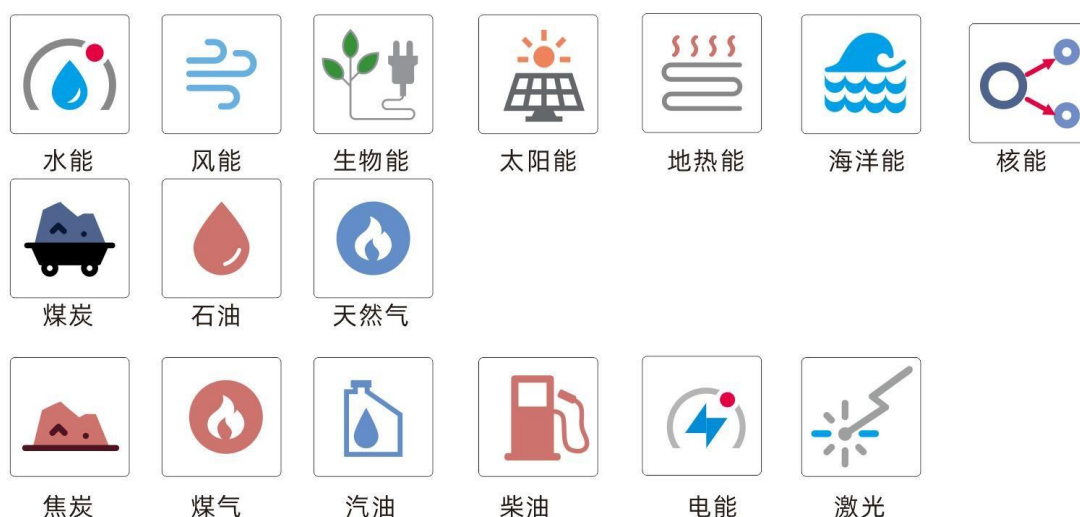 水能 风能 生物能 太阳能 地热能 海洋能 核能
煤炭 石油 天然气
焦炭 煤气 汽油 柴油 电能 激光